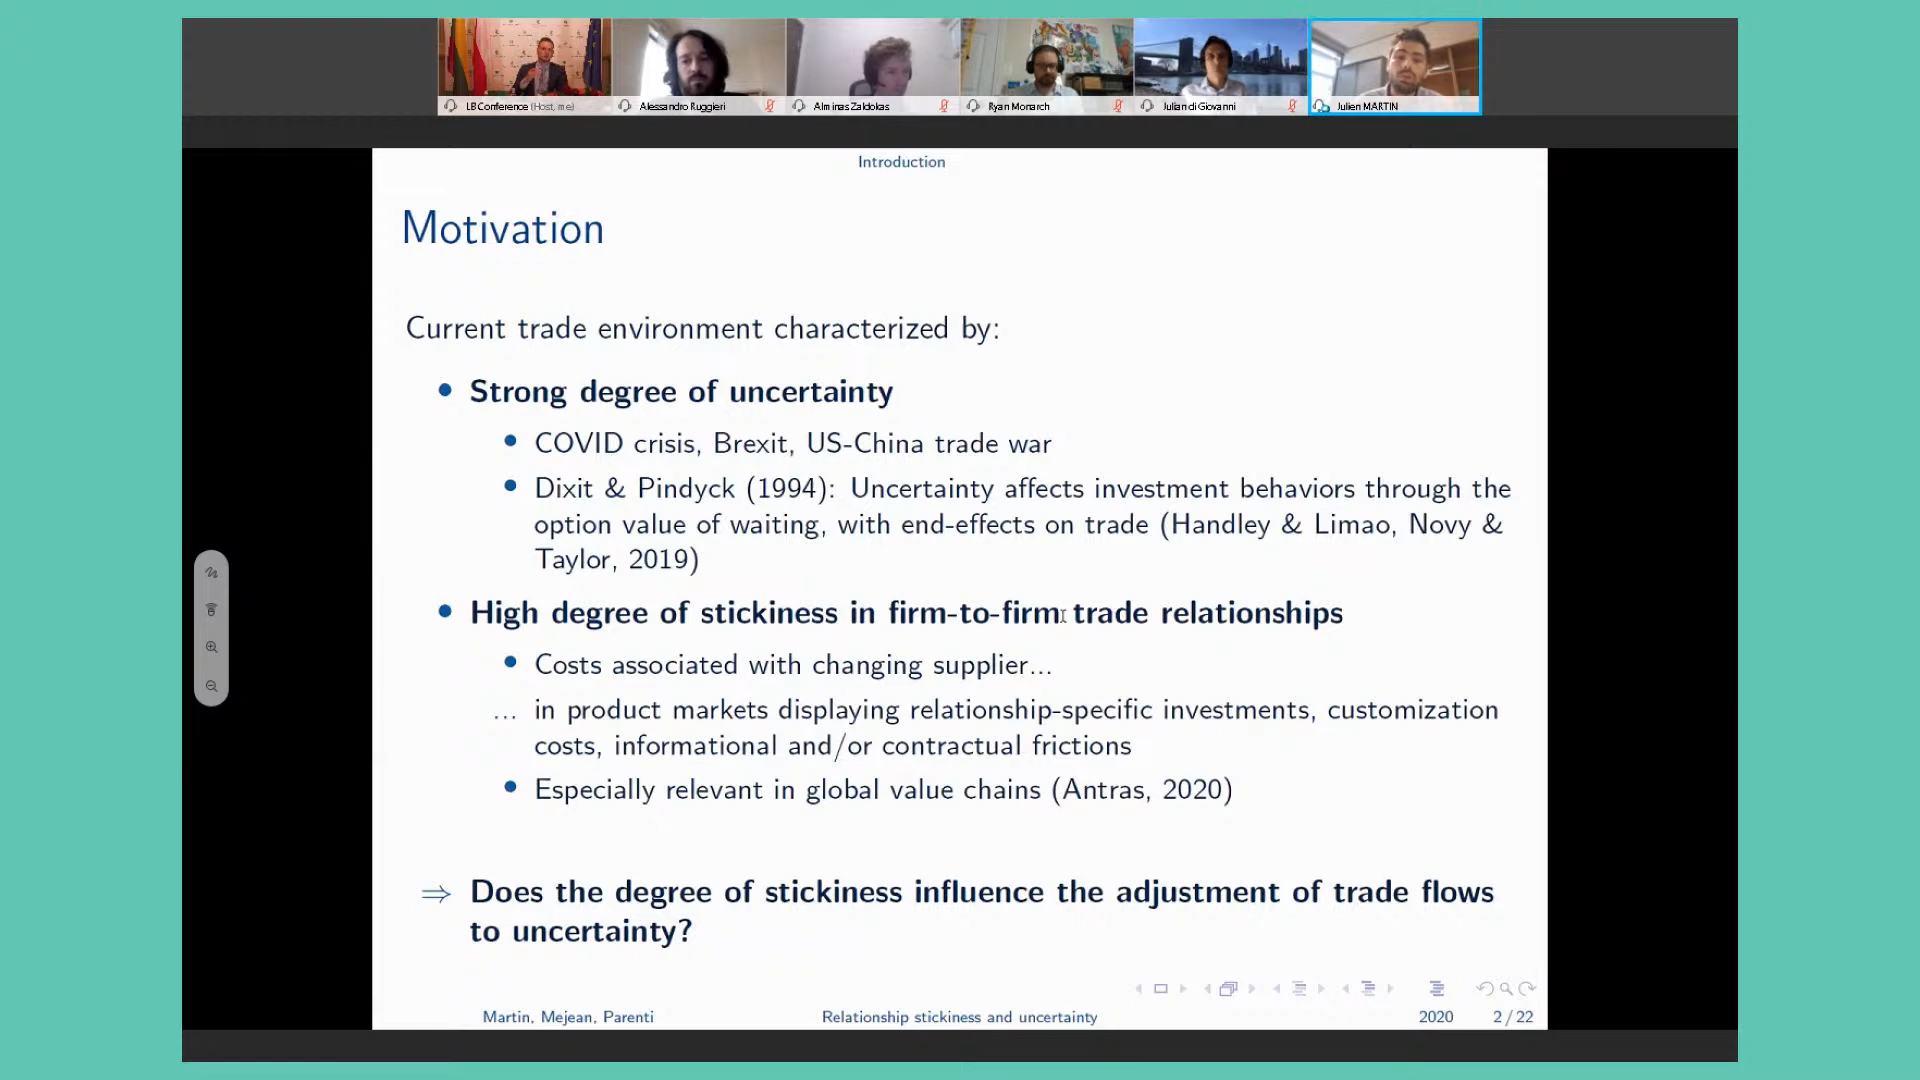 LB Conference (Host, me)
Alessandro Ruggieri
Alminas Zaldokas
Ryan Monarch
Julian di Giovanni
Julien MARTIN
Introduction
Motivation
Current trade environment characterized by:
• Strong degree of uncertainty
• COVID crisis, Brexit, US-China trade war
• Dixit & Pindyck (1994): Uncertainty affects investment behaviors through the
option value of waiting, with end-effects on trade (Handley & Limao, Novy &
Taylor, 2019)
• High degree of stickiness in firm-to-firm trade relationships
• Costs associated with changing supplier...
... in product markets displaying relationship-specific investments, customization
costs, informational and/or contractual frictions
• Especially relevant in global value chains (Antras, 2020)
⇒ Does the degree of stickiness influence the adjustment of trade flows
to uncertainty?
Martin, Mejean, Parenti
Relationship stickiness and uncertainty
2020
2 / 22